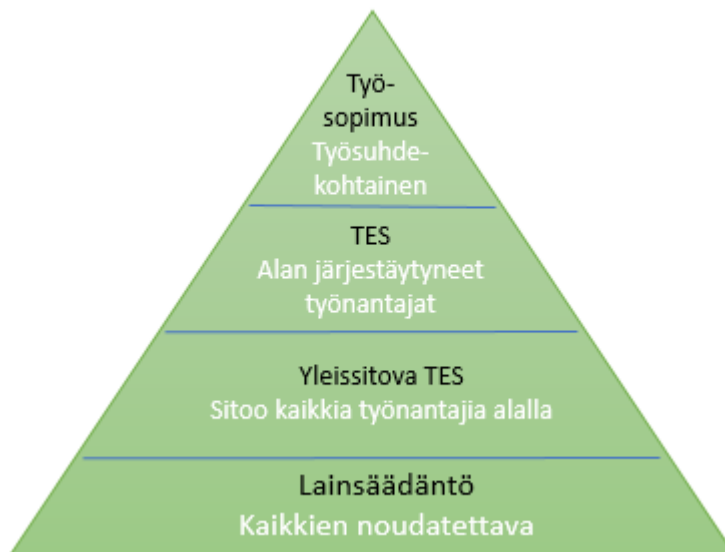 Työ-
sopimus
Työsuhde-
kohtainen
TES
Alan järjestäytyneet
työnantajat
Yleissitova TES
Sitoo kaikkia työnantajia alalla
Lainsäädäntö
Kaikkien noudatettava